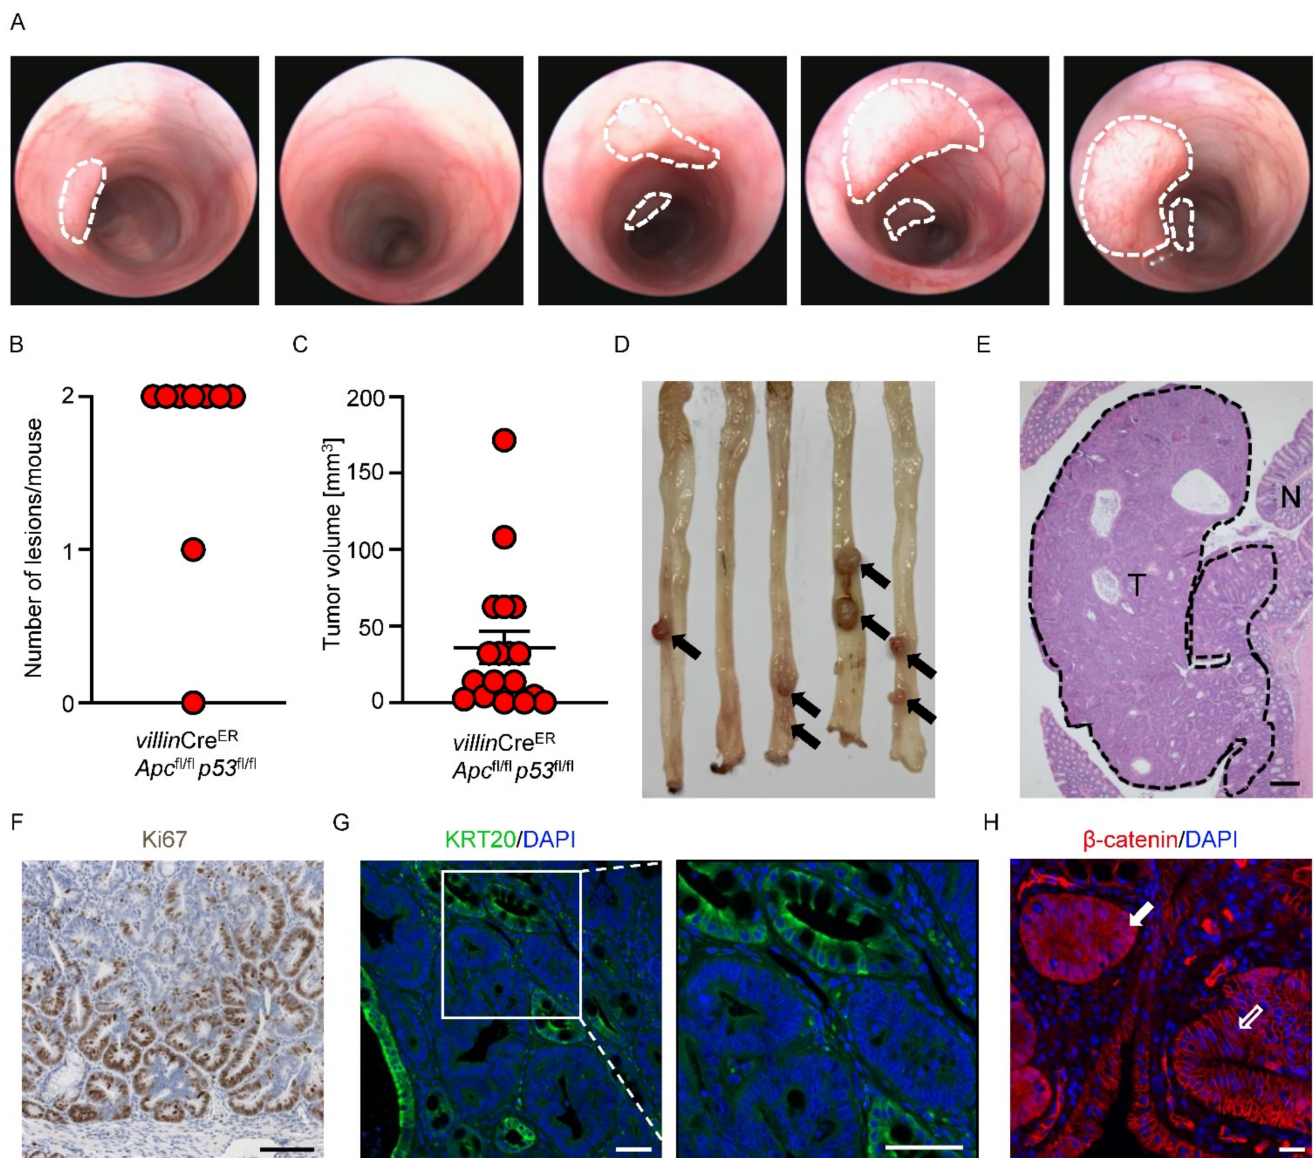 A
B
C
D
E
Number of lesions/mouse
2
1
0
villinCreᴱᴿ
Apcfl/fl p53fl/fl
Tumor volume [mm³]
200
150
100
50
0
villinCreᴱᴿ
Apcfl/fl p53fl/fl
T
N
F
G
H
Ki67
KRT20/DAPI
β-catenin/DAPI